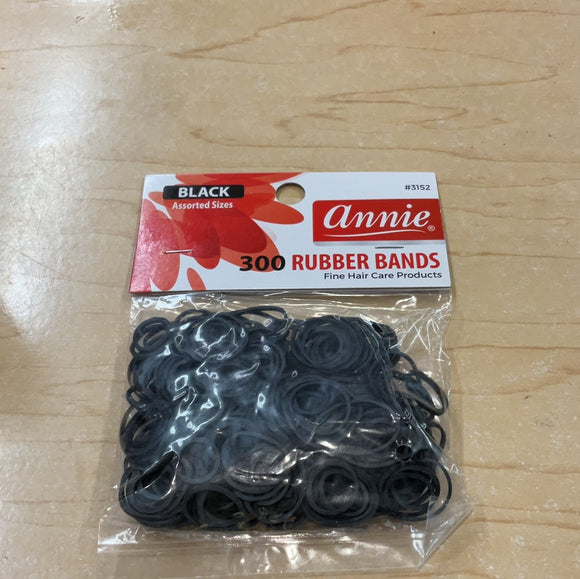 BLACK
Assorted Sizes
#3152
annie®
300 RUBBER BANDS
Fine Hair Care Products